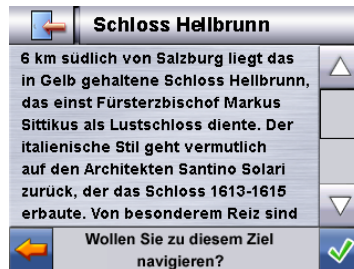 Schloss Hellbrunn
6 km südlich von Salzburg liegt das
in Gelb gehaltene Schloss Hellbrunn,
das einst Fürsterzbischof Markus
Sittikus als Lustschloss diente. Der
italienische Stil geht vermutlich
auf den Architekten Santino Solari
zurück, der das Schloss 1613-1615
erbaute. Von besonderem Reiz sind
Wollen Sie zu diesem Ziel
navigieren?